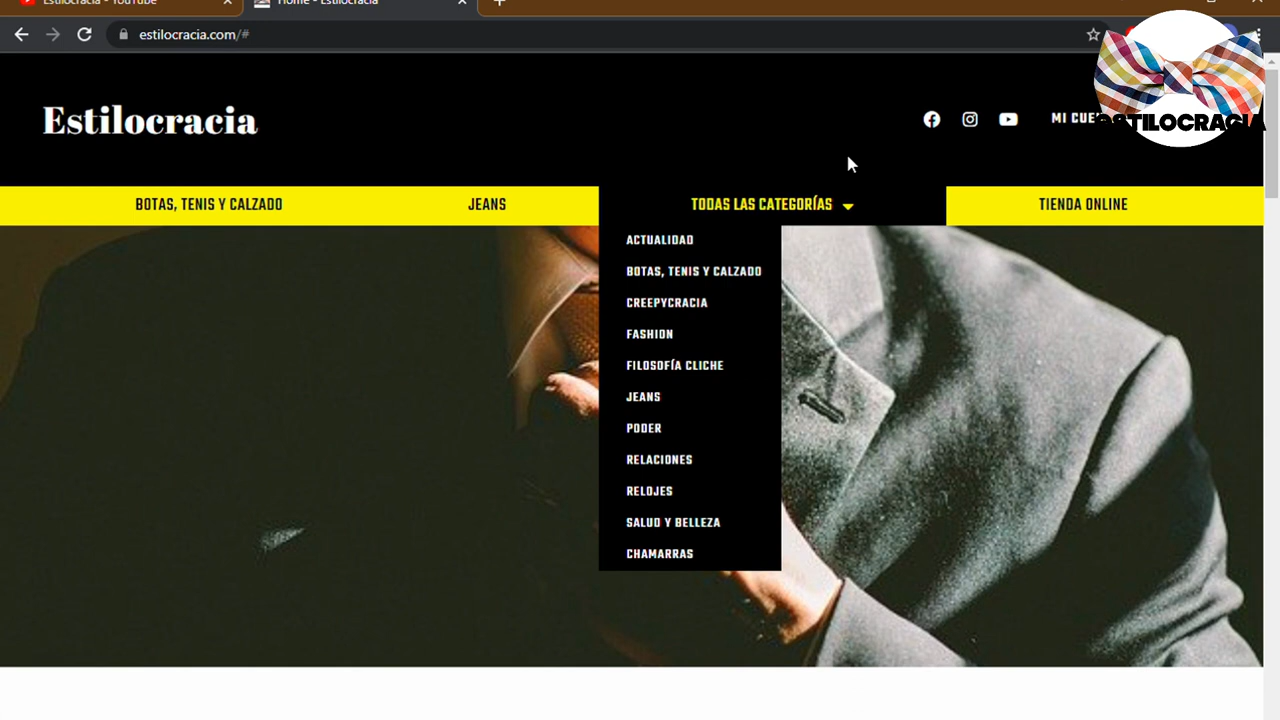 Estilocracia - YouTube
Home - Estilocracia
estilocracia.com/#
Estilocracia
MI CUE
ESTILOCRACIA
BOTAS, TENIS Y CALZADO
JEANS
TODAS LAS CATEGORÍAS
TIENDA ONLINE
ACTUALIDAD
BOTAS, TENIS Y CALZADO
CREEPYCRACIA
FASHION
FILOSOFÍA CLICHE
JEANS
PODER
RELACIONES
RELOJES
SALUD Y BELLEZA
CHAMARRAS